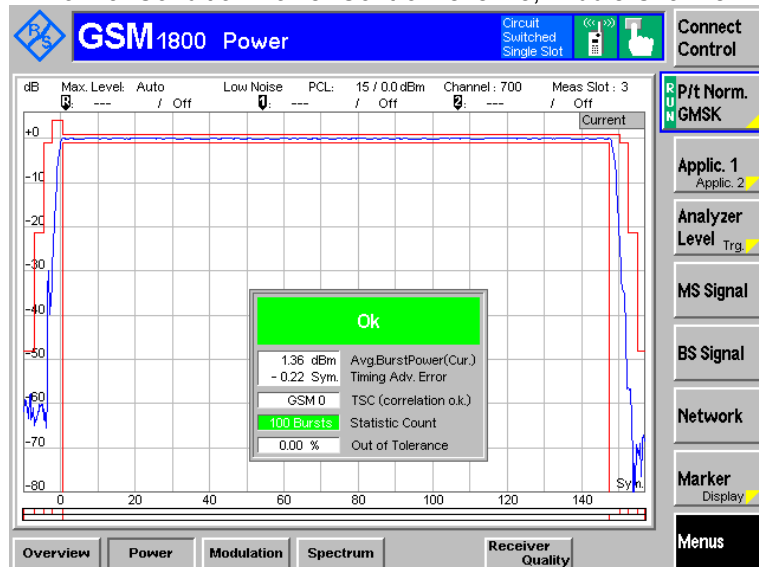 R/S
GSM 1800 Power
Circuit
Switched
Single Slot
Connect
Control
dB Max. Level: Auto Low Noise PCL: 15 / 0.0 dBm Channel : 700 Meas Slot : 3
R: --- / Off 1: --- / Off 2: --- / Off
Current
+0
-10
-20
-30
-40
-50
-60
-70
-80
0 20 40 60 80 100 120 140
Sym.
Ok
1.36 dBm Avg.BurstPower(Cur.)
- 0.22 Sym. Timing Adv. Error
GSM 0 TSC (correlation o.k.)
100 Bursts Statistic Count
0.00 % Out of Tolerance
RUN
P/t Norm.
GMSK
Applic. 1
Applic. 2
Analyzer
Level Trg.
MS Signal
BS Signal
Network
Marker
Display
Menus
Overview Power Modulation Spectrum Receiver
Quality